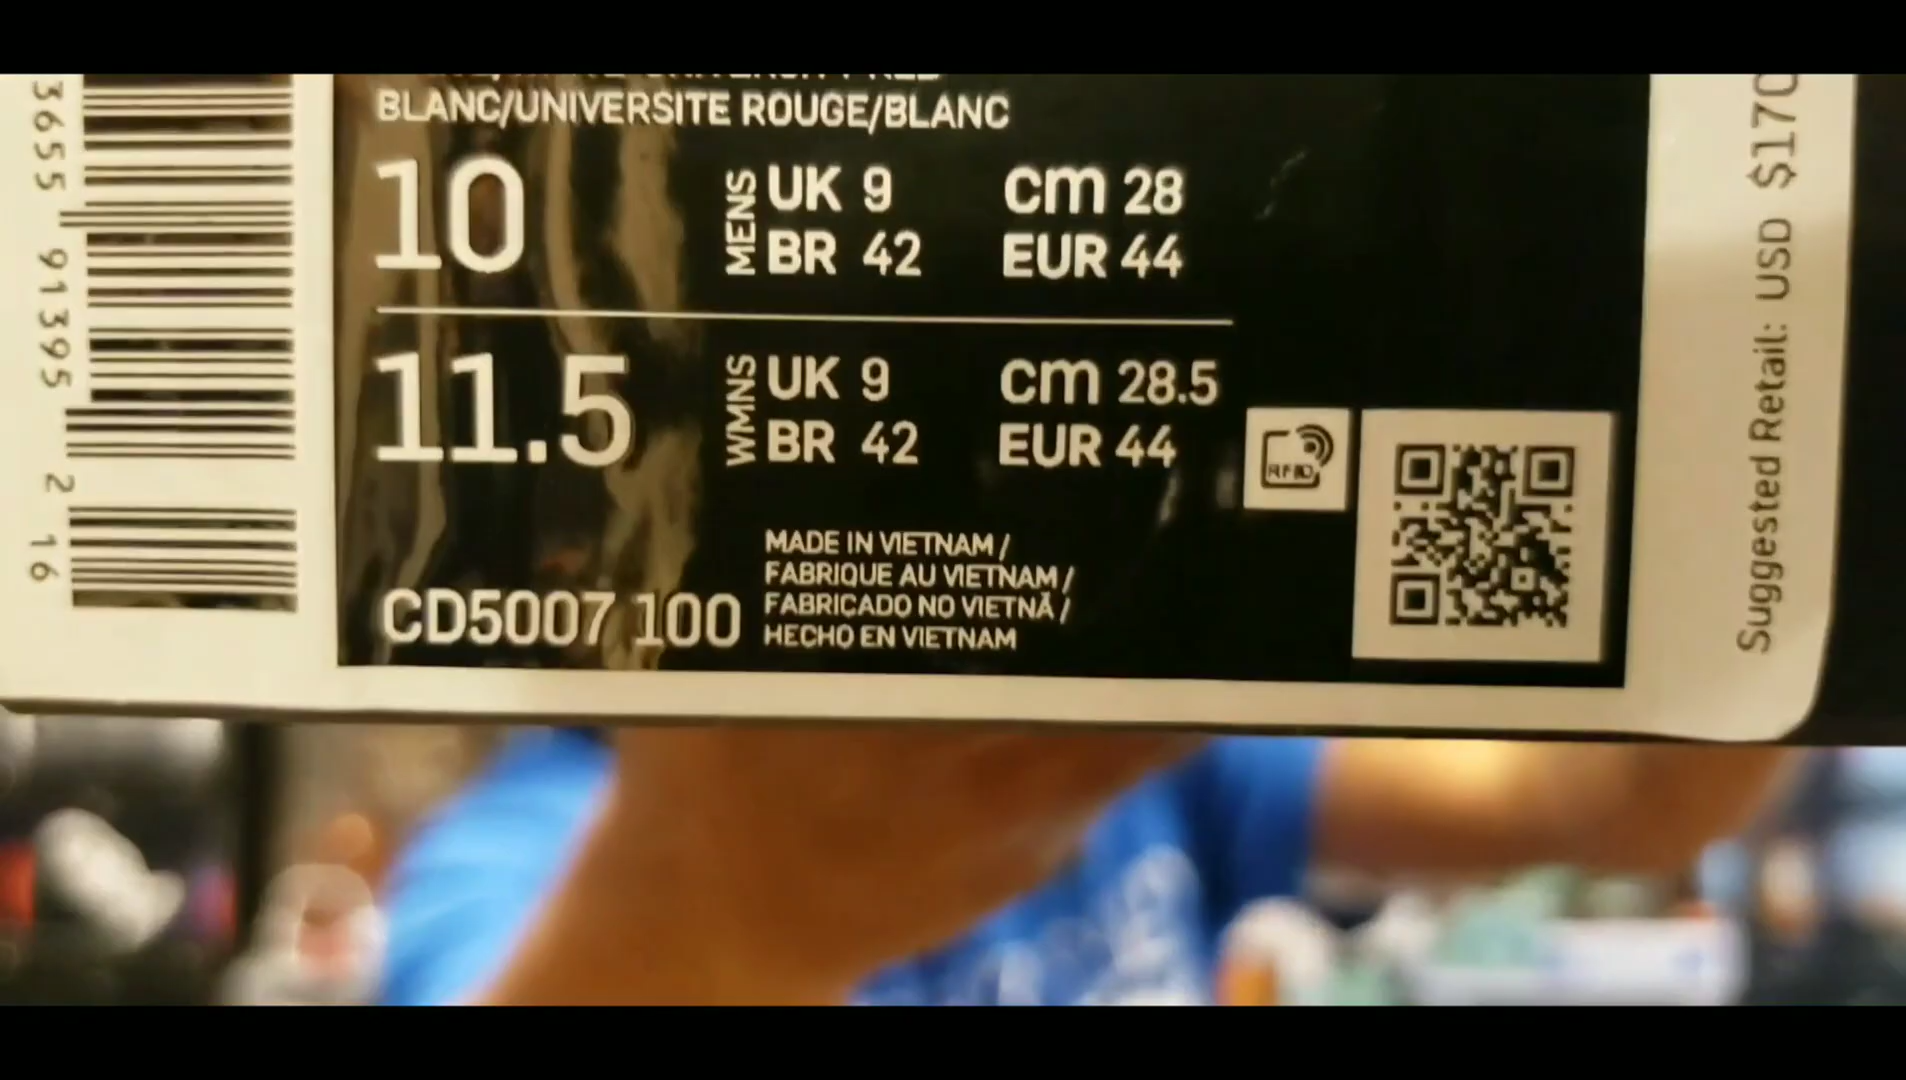 BLANC/UNIVERSITE ROUGE/BLANC
10
MENS
UK 9
cm 28
BR 42
EUR 44
11.5
WMNS
UK 9
cm 28.5
BR 42
EUR 44
RFID
CD5007 100
MADE IN VIETNAM /
FABRIQUE AU VIETNAM /
FABRICADO NO VIETNÃ /
HECHO EN VIETNAM
3655 91395 2 16
Suggested Retail: USD $170